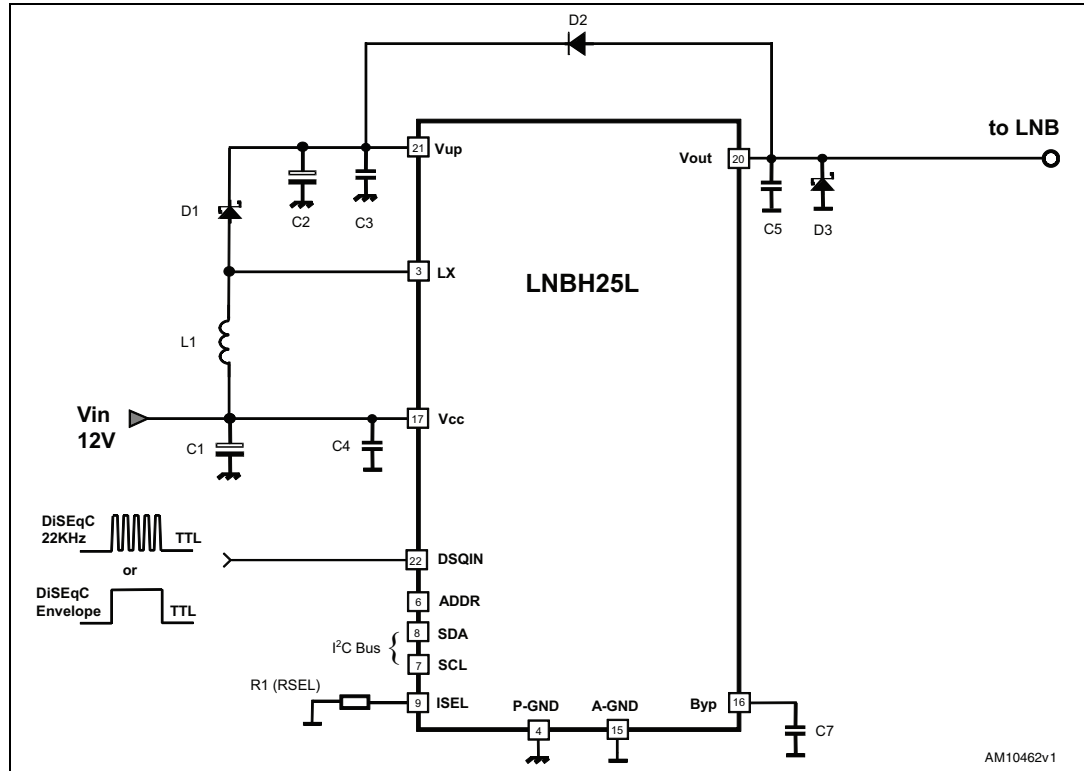 D2
to LNB
21 Vup
Vout 20
D1
C2
C3
C5
D3
3 LX
LNBH25L
L1
Vin
12V
17 Vcc
C1
C4
DiSEqC
22KHz
TTL
or
DiSEqC
Envelope
TTL
22 DSQIN
6 ADDR
8 SDA
I²C Bus {
7 SCL
R1 (RSEL)
9 ISEL
P-GND
4
A-GND
15
Byp 16
C7
AM10462v1